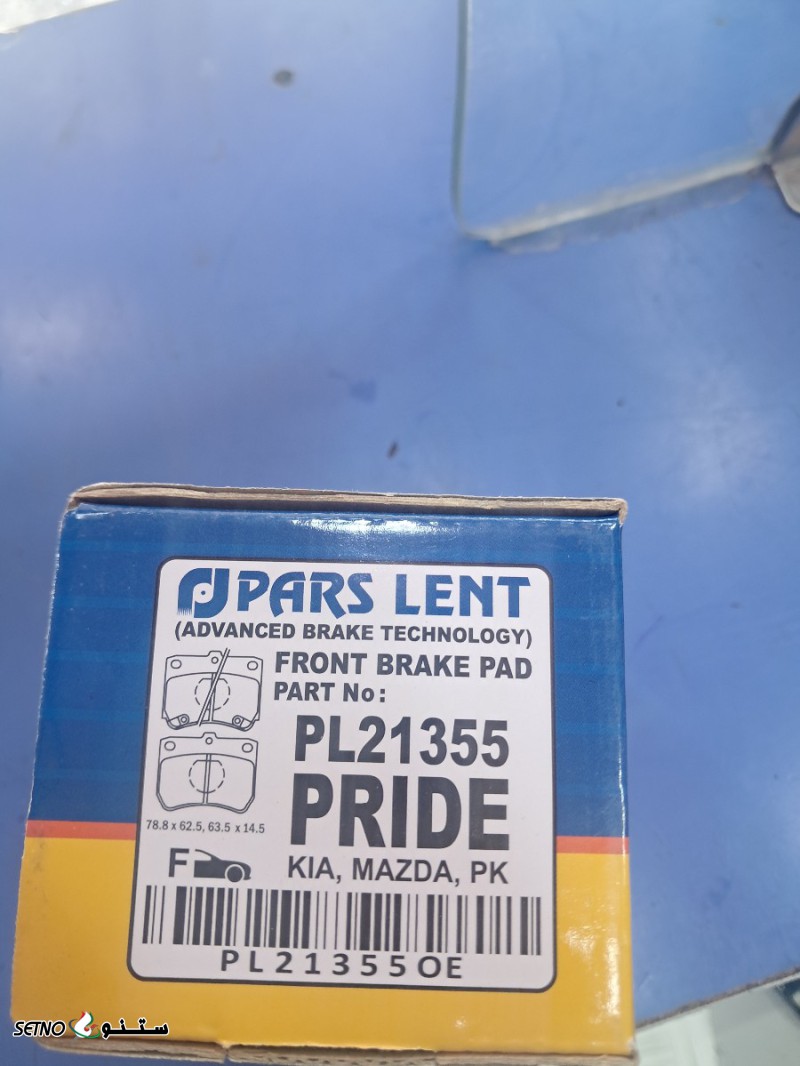 PARS LENT
(ADVANCED BRAKE TECHNOLOGY)
FRONT BRAKE PAD
PART No:
PL21355
PRIDE
78.8 x 62.5, 63.5 x 14.5
F
KIA, MAZDA, PK
PL21355OE
SETNO ستنو